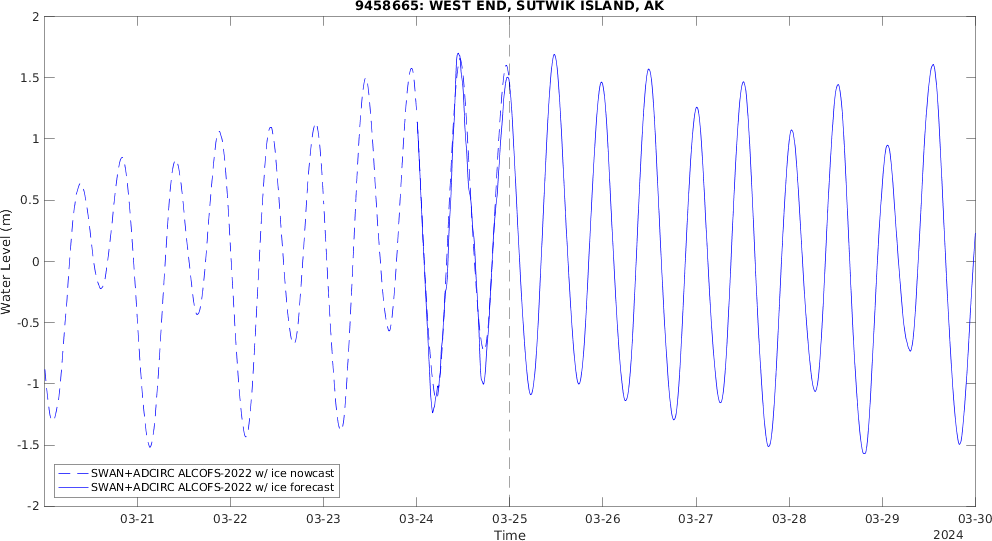 9458665: WEST END, SUTWIK ISLAND, AK
2
1.5
1
0.5
0
-0.5
-1
-1.5
-2
Water Level (m)
SWAN+ADCIRC ALCOFS-2022 w/ ice nowcast
SWAN+ADCIRC ALCOFS-2022 w/ ice forecast
03-21 03-22 03-23 03-24 03-25 03-26 03-27 03-28 03-29 03-30
Time
2024